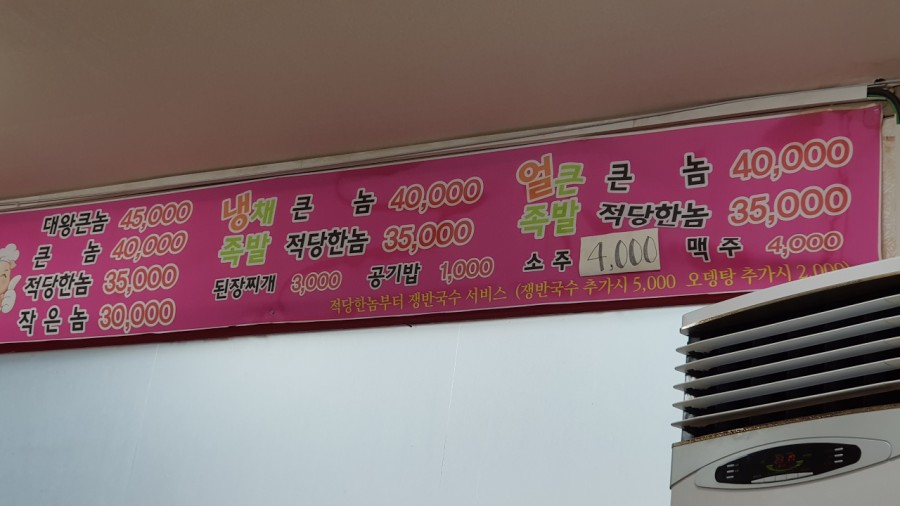 대왕큰놈 45,000
큰 놈 40,000
적당한놈 35,000
작은놈 30,000
냉채족발 큰 놈 40,000
적당한놈 35,000
된장찌개 3,000 공기밥 1,000
얼큰족발 큰 놈 40,000
적당한놈 35,000
소주 4,000 맥주 4,000
적당한놈부터 쟁반국수 서비스 (쟁반국수 추가시 5,000 오뎅탕 추가시 2,000)